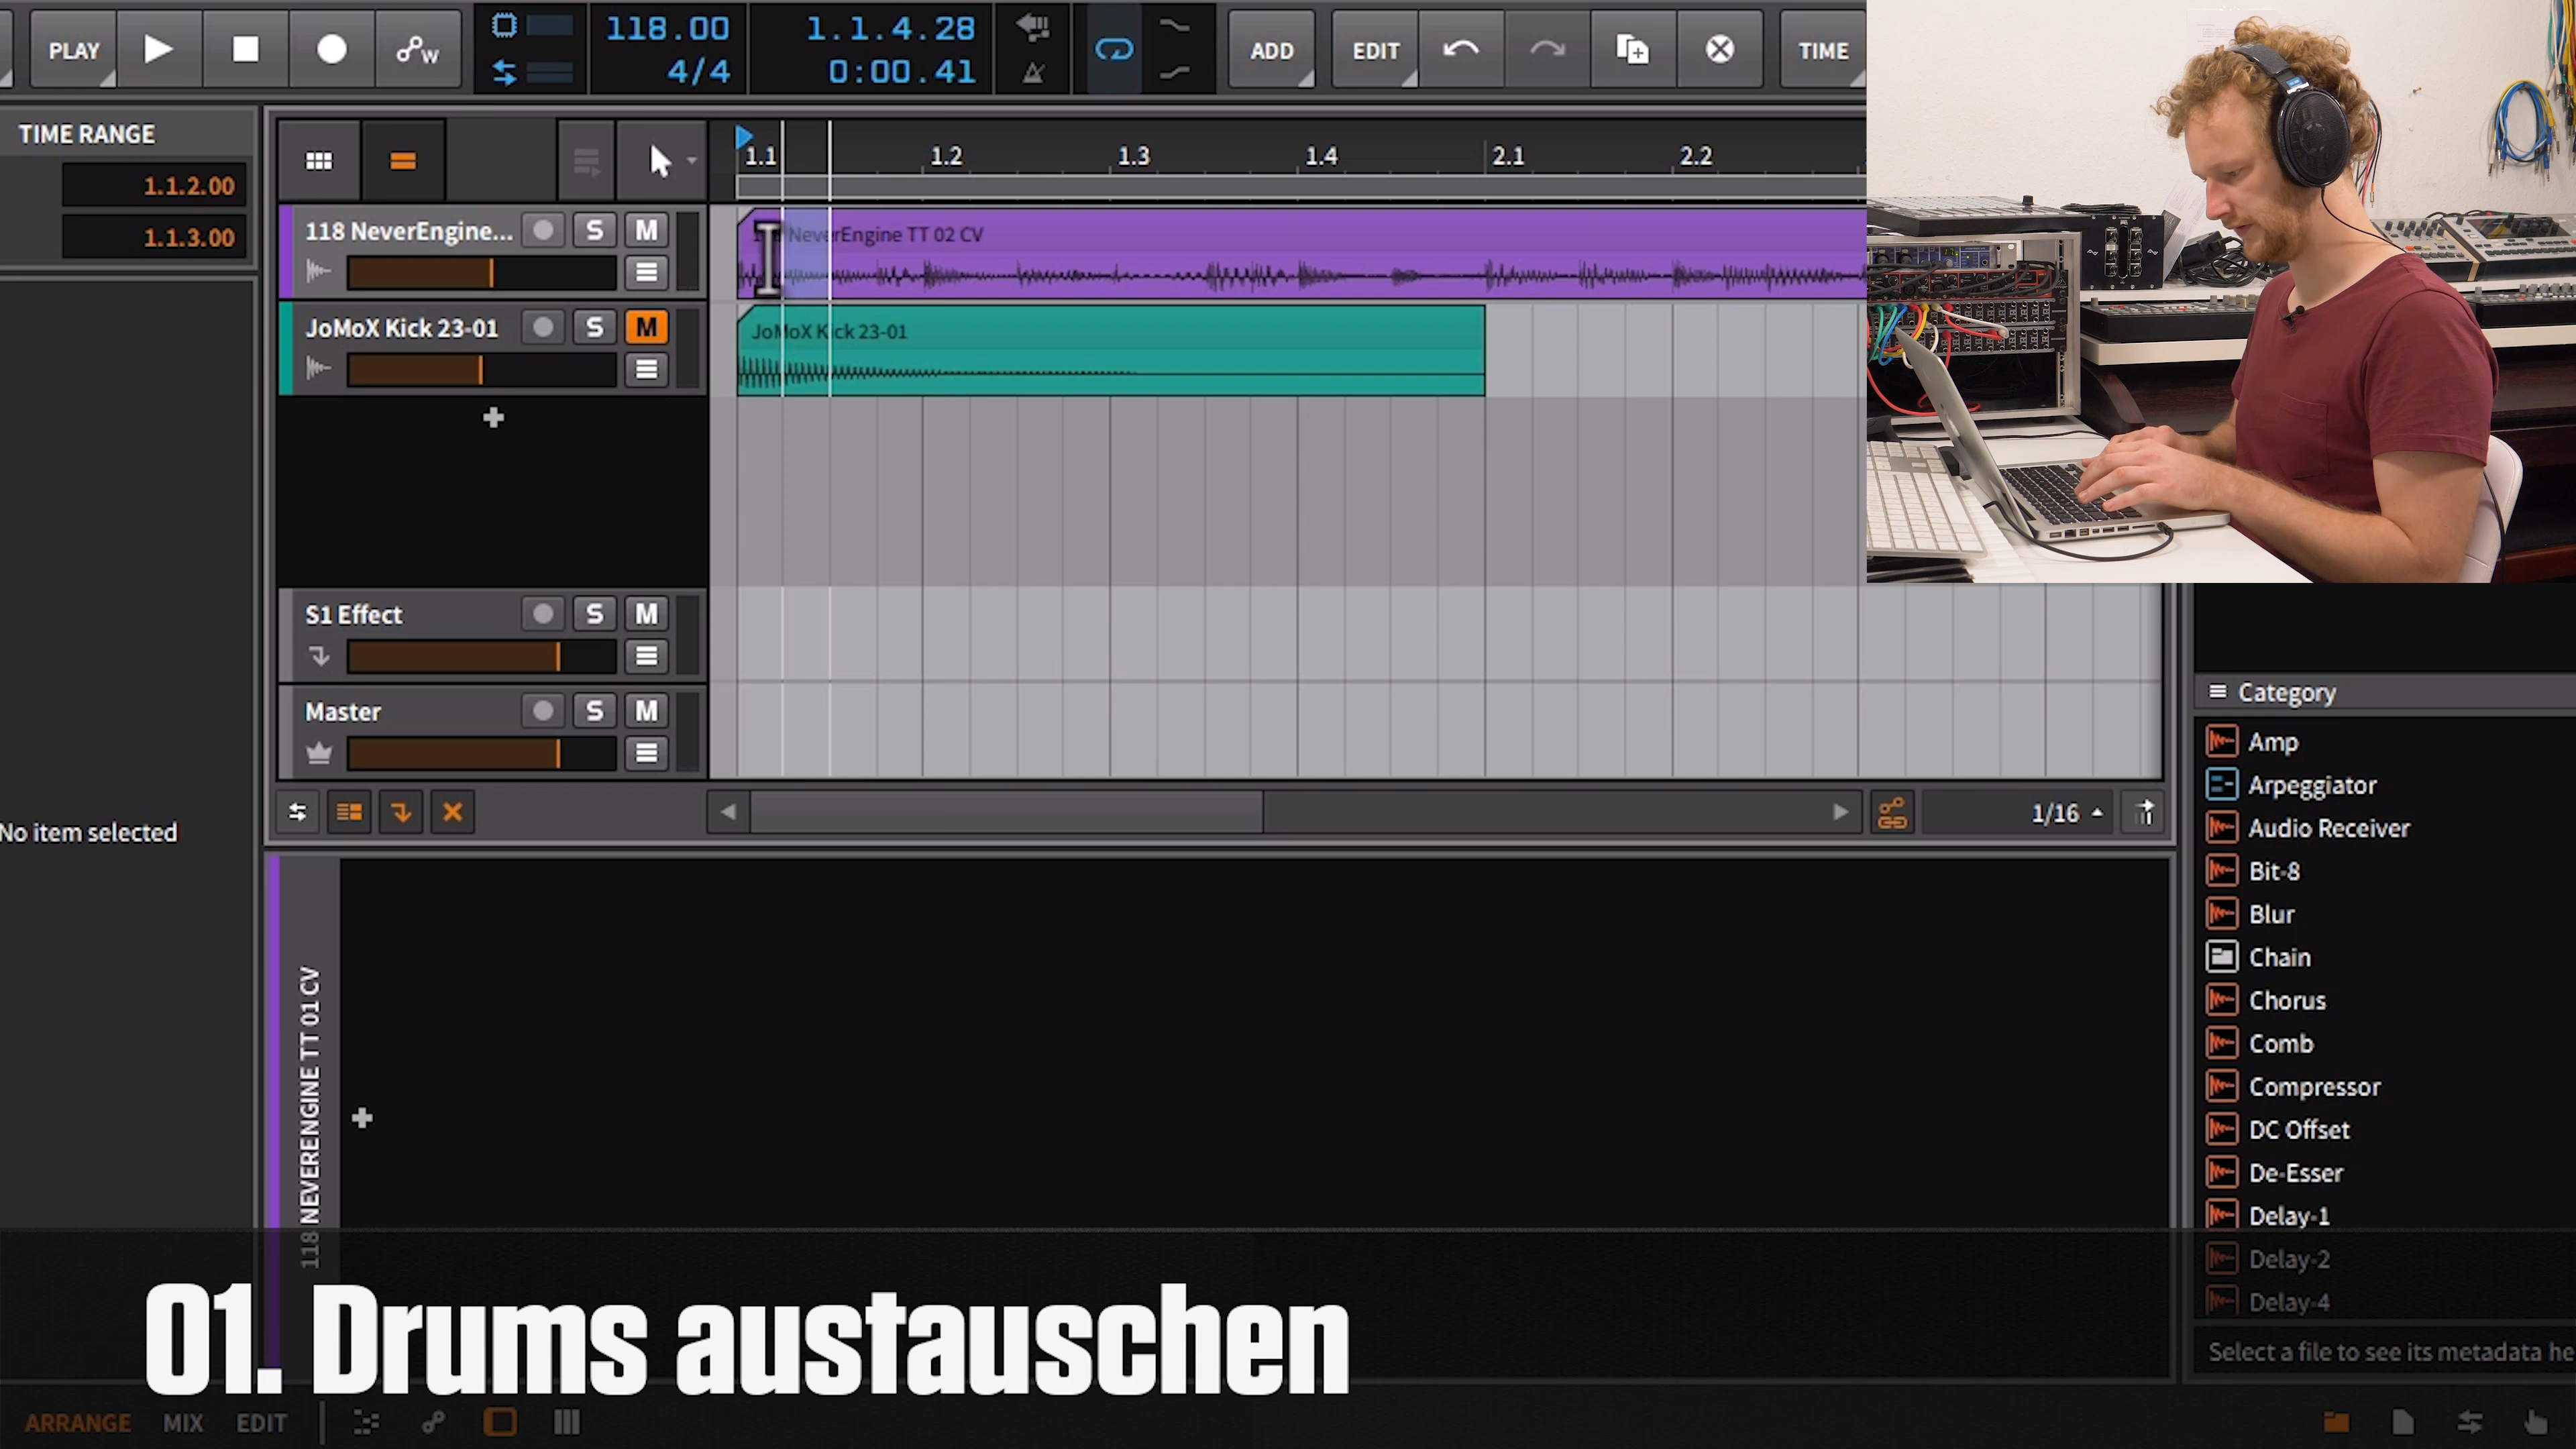 PLAY
W
118.00
4/4
1.1.4.28
0:00.41
ADD
EDIT
TIME
TIME RANGE
1.1.2.00
1.1.3.00
1.1
1.2
1.3
1.4
2.1
2.2
118 NeverEngine...
S
M
NeverEngine TT 02 CV
JoMoX Kick 23-01
S
M
JoMoX Kick 23-01
S1 Effect
S
M
Master
S
M
No item selected
1/16
Category
Amp
Arpeggiator
Audio Receiver
Bit-8
Blur
Chain
Chorus
Comb
Compressor
DC Offset
De-Esser
Delay-1
Delay-2
Delay-4
Select a file to see its metadata he
118 NEVERENGINE TT 01 CV
01. Drums austauschen
ARRANGE
MIX
EDIT